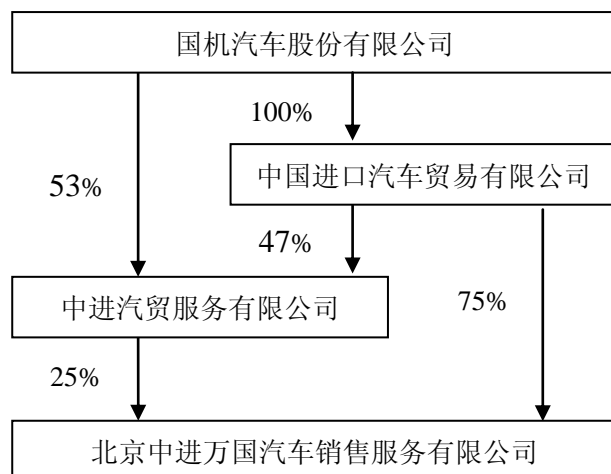 国机汽车股份有限公司
100%
中国进口汽车贸易有限公司
53%
47%
中进汽贸服务有限公司
75%
25%
北京中进万国汽车销售服务有限公司